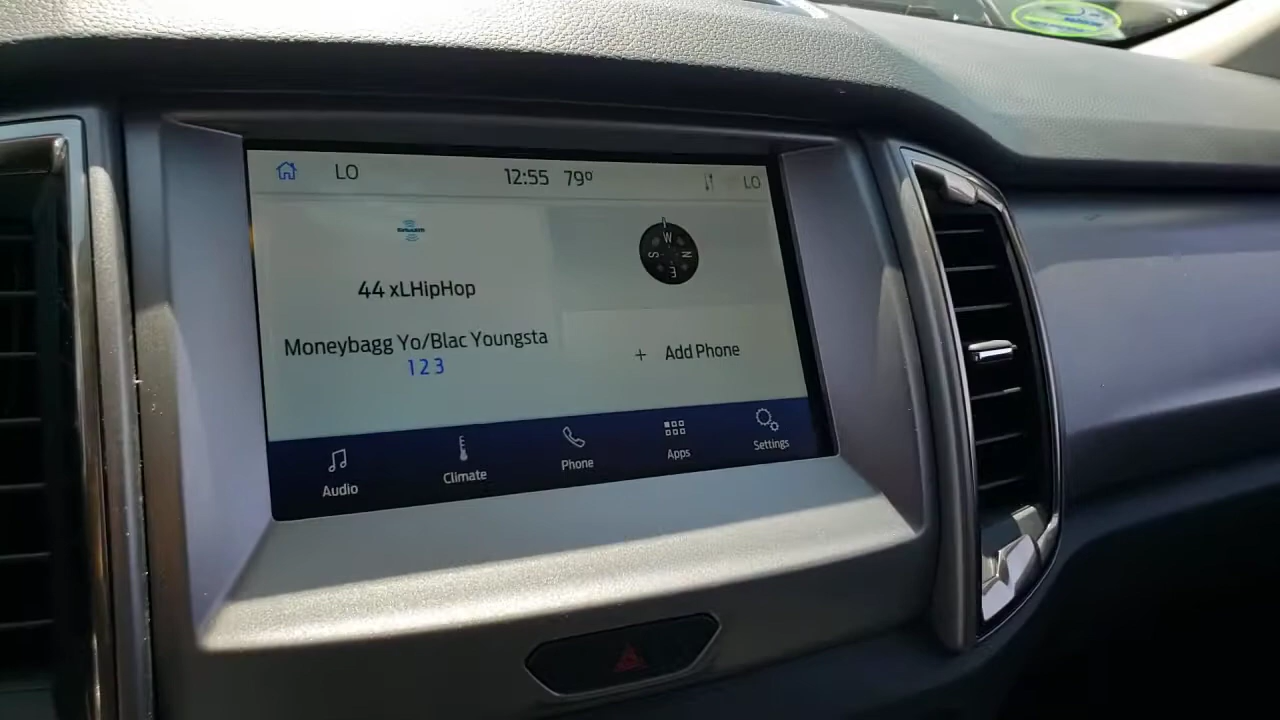 LO 12:55 79° LO
siriusxm
44 xLHipHop
Moneybagg Yo/Blac Youngsta
1 2 3
W
S N
E
+ Add Phone
Audio Climate Phone Apps Settings